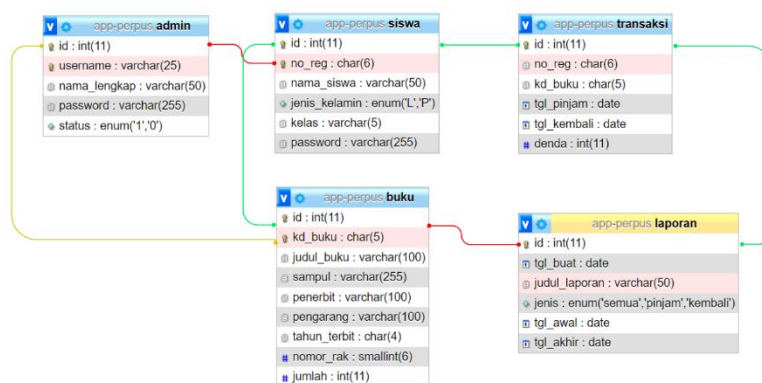 app-perpus admin
id : int(11)
username : varchar(25)
nama_lengkap : varchar(50)
password : varchar(255)
status : enum('1','0')
app-perpus siswa
id : int(11)
no_reg : char(6)
nama_siswa : varchar(50)
jenis_kelamin : enum('L','P')
kelas : varchar(5)
password : varchar(255)
app-perpus transaksi
id : int(11)
no_reg : char(6)
kd_buku : char(5)
tgl_pinjam : date
tgl_kembali : date
denda : int(11)
app-perpus buku
id : int(11)
kd_buku : char(5)
judul_buku : varchar(100)
sampul : varchar(255)
penerbit : varchar(100)
pengarang : varchar(100)
tahun_terbit : char(4)
nomor_rak : smallint(6)
jumlah : int(11)
app-perpus laporan
id : int(11)
tgl_buat : date
judul_laporan : varchar(50)
jenis : enum('semua','pinjam','kembali')
tgl_awal : date
tgl_akhir : date